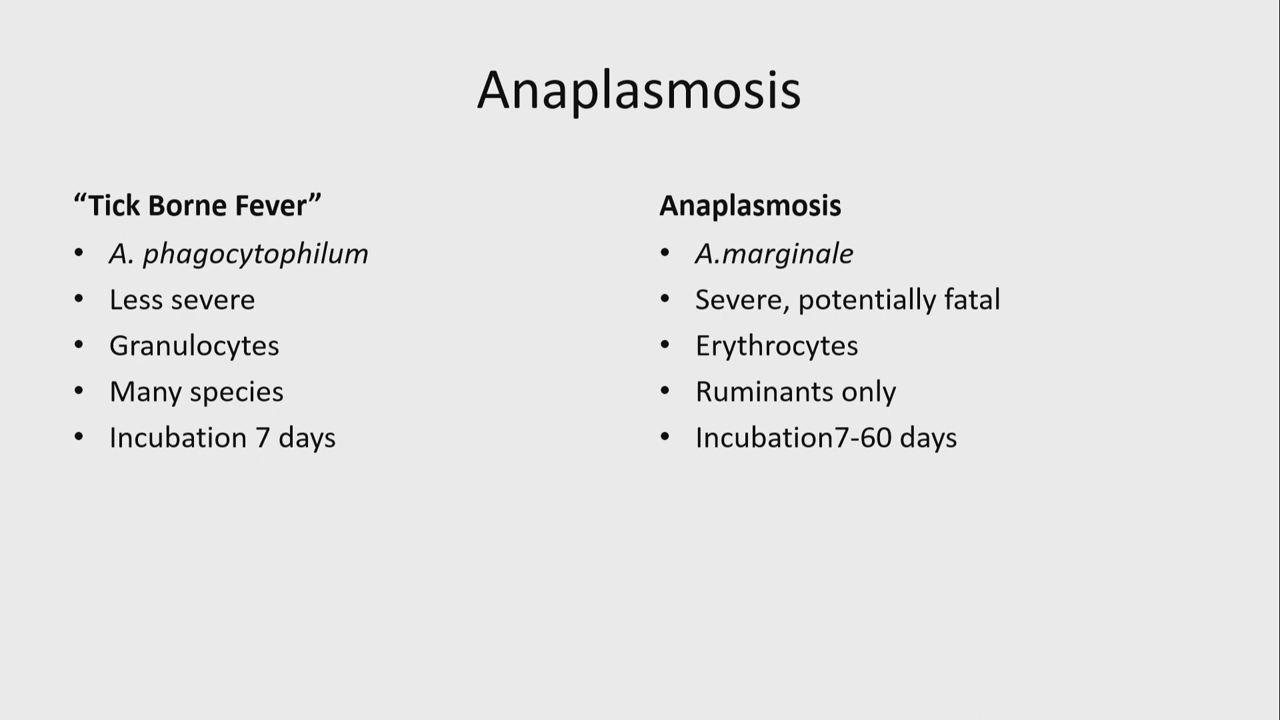 Anaplasmosis
“Tick Borne Fever”
• A. phagocytophilum
• Less severe
• Granulocytes
• Many species
• Incubation 7 days
Anaplasmosis
• A.marginale
• Severe, potentially fatal
• Erythrocytes
• Ruminants only
• Incubation7-60 days